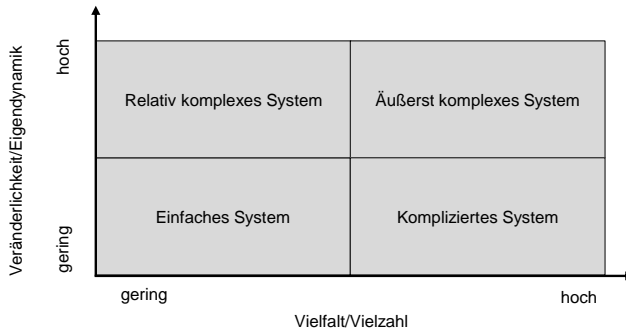 Veränderlichkeit/Eigendynamik
hoch
gering
Relativ komplexes System
Äußerst komplexes System
Einfaches System
Kompliziertes System
gering
hoch
Vielfalt/Vielzahl